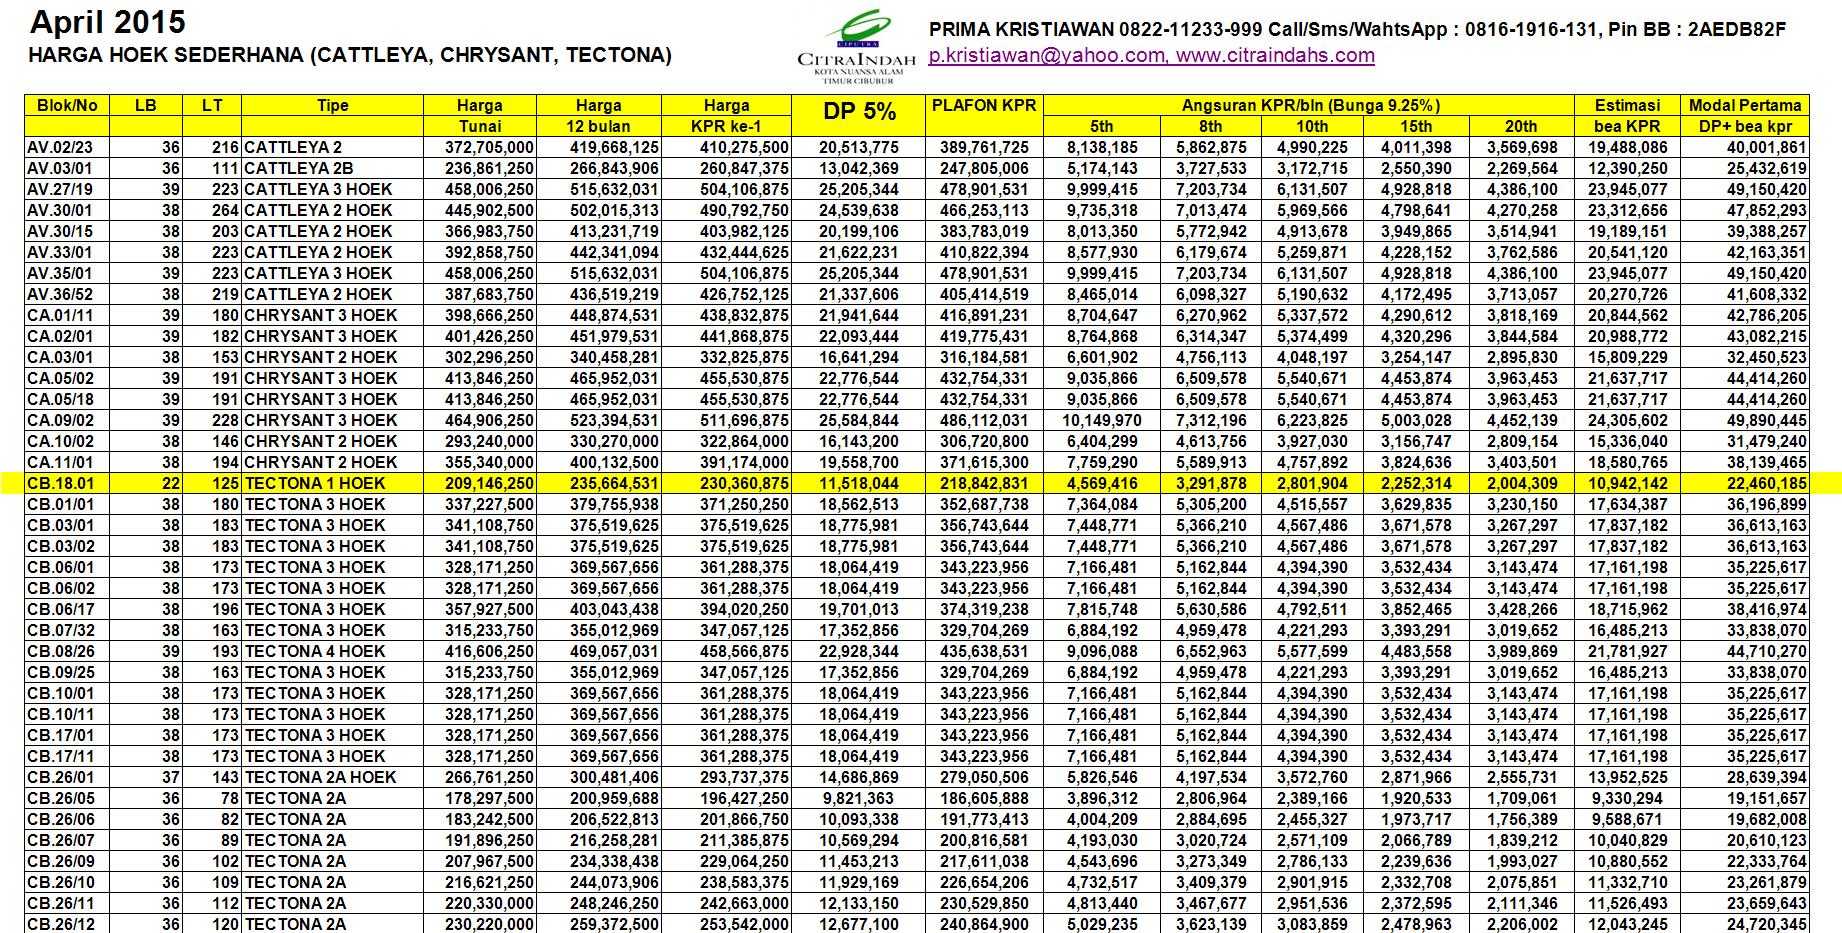 April 2015
HARGA HOEK SEDERHANA (CATTLEYA, CHRYSANT, TECTONA)
CIPUTRA
CITRAINDAH
KOTA NUANSA ALAM
TIMUR CIBUBUR
PRIMA KRISTIAWAN 0822-11233-999 Call/Sms/WahtsApp : 0816-1916-131, Pin BB : 2AEDB82F
p.kristiawan@yahoo.com, www.citraindahs.com
Blok/No LB LT Tipe Harga Harga Harga DP 5% PLAFON KPR Angsuran KPR/bln (Bunga 9.25%) Estimasi Modal Pertama
Tunai 12 bulan KPR ke-1 5th 8th 10th 15th 20th bea KPR DP+ bea kpr
AV.02/23 36 216 CATTLEYA 2 372,705,000 419,668,125 410,275,500 20,513,775 389,761,725 8,138,185 5,862,875 4,990,225 4,011,398 3,569,698 19,488,086 40,001,861
AV.03/01 36 111 CATTLEYA 2B 236,861,250 266,843,906 260,847,375 13,042,369 247,805,006 5,174,143 3,727,533 3,172,715 2,550,390 2,269,564 12,390,250 25,432,619
AV.27/19 39 223 CATTLEYA 3 HOEK 458,006,250 515,632,031 504,106,875 25,205,344 478,901,531 9,999,415 7,203,734 6,131,507 4,928,818 4,386,100 23,945,077 49,150,420
AV.30/01 38 264 CATTLEYA 2 HOEK 445,902,500 502,015,313 490,792,750 24,539,638 466,253,113 9,735,318 7,013,474 5,969,566 4,798,641 4,270,258 23,312,656 47,852,293
AV.30/15 38 203 CATTLEYA 2 HOEK 366,983,750 413,231,719 403,982,125 20,199,106 383,783,019 8,013,350 5,772,942 4,913,678 3,949,865 3,514,941 19,189,151 39,388,257
AV.33/01 38 223 CATTLEYA 2 HOEK 392,858,750 442,341,094 432,444,625 21,622,231 410,822,394 8,577,930 6,179,674 5,259,871 4,228,152 3,762,586 20,541,120 42,163,351
AV.35/01 39 223 CATTLEYA 3 HOEK 458,006,250 515,632,031 504,106,875 25,205,344 478,901,531 9,999,415 7,203,734 6,131,507 4,928,818 4,386,100 23,945,077 49,150,420
AV.36/52 38 219 CATTLEYA 2 HOEK 387,683,750 436,519,219 426,752,125 21,337,606 405,414,519 8,465,014 6,098,327 5,190,632 4,172,495 3,713,057 20,270,726 41,608,332
CA.01/11 39 180 CHRYSANT 3 HOEK 398,666,250 448,874,531 438,832,875 21,941,644 416,891,231 8,704,647 6,270,962 5,337,572 4,290,612 3,818,169 20,844,562 42,786,205
CA.02/01 39 182 CHRYSANT 3 HOEK 401,426,250 451,979,531 441,868,875 22,093,444 419,775,431 8,764,868 6,314,347 5,374,499 4,320,296 3,844,584 20,988,772 43,082,215
CA.03/01 38 153 CHRYSANT 2 HOEK 302,296,250 340,458,281 332,825,875 16,641,294 316,184,581 6,601,902 4,756,113 4,048,197 3,254,147 2,895,830 15,809,229 32,450,523
CA.05/02 39 191 CHRYSANT 3 HOEK 413,846,250 465,952,031 455,530,875 22,776,544 432,754,331 9,035,866 6,509,578 5,540,671 4,453,874 3,963,453 21,637,717 44,414,260
CA.05/18 39 191 CHRYSANT 3 HOEK 413,846,250 465,952,031 455,530,875 22,776,544 432,754,331 9,035,866 6,509,578 5,540,671 4,453,874 3,963,453 21,637,717 44,414,260
CA.09/02 39 228 CHRYSANT 3 HOEK 464,906,250 523,394,531 511,696,875 25,584,844 486,112,031 10,149,970 7,312,196 6,223,825 5,003,028 4,452,139 24,305,602 49,890,445
CA.10/02 38 146 CHRYSANT 2 HOEK 293,240,000 330,270,000 322,864,000 16,143,200 306,720,800 6,404,299 4,613,756 3,927,030 3,156,747 2,809,154 15,336,040 31,479,240
CA.11/01 38 194 CHRYSANT 2 HOEK 355,340,000 400,132,500 391,174,000 19,558,700 371,615,300 7,759,290 5,589,913 4,757,892 3,824,636 3,403,501 18,580,765 38,139,465
CB.18.01 22 125 TECTONA 1 HOEK 209,146,250 235,664,531 230,360,875 11,518,044 218,842,831 4,569,416 3,291,878 2,801,904 2,252,314 2,004,309 10,942,142 22,460,185
CB.01/01 38 180 TECTONA 3 HOEK 337,227,500 379,755,938 371,250,250 18,562,513 352,687,738 7,364,084 5,305,200 4,515,557 3,629,835 3,230,150 17,634,387 36,196,899
CB.03/01 38 183 TECTONA 3 HOEK 341,108,750 375,519,625 375,519,625 18,775,981 356,743,644 7,448,771 5,366,210 4,567,486 3,671,578 3,267,297 17,837,182 36,613,163
CB.03/02 38 183 TECTONA 3 HOEK 341,108,750 375,519,625 375,519,625 18,775,981 356,743,644 7,448,771 5,366,210 4,567,486 3,671,578 3,267,297 17,837,182 36,613,163
CB.06/01 38 173 TECTONA 3 HOEK 328,171,250 369,567,656 361,288,375 18,064,419 343,223,956 7,166,481 5,162,844 4,394,390 3,532,434 3,143,474 17,161,198 35,225,617
CB.06/02 38 173 TECTONA 3 HOEK 328,171,250 369,567,656 361,288,375 18,064,419 343,223,956 7,166,481 5,162,844 4,394,390 3,532,434 3,143,474 17,161,198 35,225,617
CB.06/17 38 196 TECTONA 3 HOEK 357,927,500 403,043,438 394,020,250 19,701,013 374,319,238 7,815,748 5,630,586 4,792,511 3,852,465 3,428,266 18,715,962 38,416,974
CB.07/32 38 163 TECTONA 3 HOEK 315,233,750 355,012,969 347,057,125 17,352,856 329,704,269 6,884,192 4,959,478 4,221,293 3,393,291 3,019,652 16,485,213 33,838,070
CB.08/26 39 193 TECTONA 4 HOEK 416,606,250 469,057,031 458,566,875 22,928,344 435,638,531 9,096,088 6,552,963 5,577,599 4,483,558 3,989,869 21,781,927 44,710,270
CB.09/25 38 163 TECTONA 3 HOEK 315,233,750 355,012,969 347,057,125 17,352,856 329,704,269 6,884,192 4,959,478 4,221,293 3,393,291 3,019,652 16,485,213 33,838,070
CB.10/01 38 173 TECTONA 3 HOEK 328,171,250 369,567,656 361,288,375 18,064,419 343,223,956 7,166,481 5,162,844 4,394,390 3,532,434 3,143,474 17,161,198 35,225,617
CB.10/11 38 173 TECTONA 3 HOEK 328,171,250 369,567,656 361,288,375 18,064,419 343,223,956 7,166,481 5,162,844 4,394,390 3,532,434 3,143,474 17,161,198 35,225,617
CB.17/01 38 173 TECTONA 3 HOEK 328,171,250 369,567,656 361,288,375 18,064,419 343,223,956 7,166,481 5,162,844 4,394,390 3,532,434 3,143,474 17,161,198 35,225,617
CB.17/11 38 173 TECTONA 3 HOEK 328,171,250 369,567,656 361,288,375 18,064,419 343,223,956 7,166,481 5,162,844 4,394,390 3,532,434 3,143,474 17,161,198 35,225,617
CB.26/01 37 143 TECTONA 2A HOEK 266,761,250 300,481,406 293,737,375 14,686,869 279,050,506 5,826,546 4,197,534 3,572,760 2,871,966 2,555,731 13,952,525 28,639,394
CB.26/05 36 78 TECTONA 2A 178,297,500 200,959,688 196,427,250 9,821,363 186,605,888 3,896,312 2,806,964 2,389,166 1,920,533 1,709,061 9,330,294 19,151,657
CB.26/06 36 82 TECTONA 2A 183,242,500 206,522,813 201,866,750 10,093,338 191,773,413 4,004,209 2,884,695 2,455,327 1,973,717 1,756,389 9,588,671 19,682,008
CB.26/07 36 89 TECTONA 2A 191,896,250 216,258,281 211,385,875 10,569,294 200,816,581 4,193,030 3,020,724 2,571,109 2,066,789 1,839,212 10,040,829 20,610,123
CB.26/09 36 102 TECTONA 2A 207,967,500 234,338,438 229,064,250 11,453,213 217,611,038 4,543,696 3,273,349 2,786,133 2,239,636 1,993,027 10,880,552 22,333,764
CB.26/10 36 109 TECTONA 2A 216,621,250 244,073,906 238,583,375 11,929,169 226,654,206 4,732,517 3,409,379 2,901,915 2,332,708 2,075,851 11,332,710 23,261,879
CB.26/11 36 112 TECTONA 2A 220,330,000 248,246,250 242,663,000 12,133,150 230,529,850 4,813,440 3,467,677 2,951,536 2,372,595 2,111,346 11,526,493 23,659,643
CB.26/12 36 120 TECTONA 2A 230,220,000 259,372,500 253,542,000 12,677,100 240,864,900 5,029,235 3,623,139 3,083,859 2,478,963 2,206,002 12,043,245 24,720,345